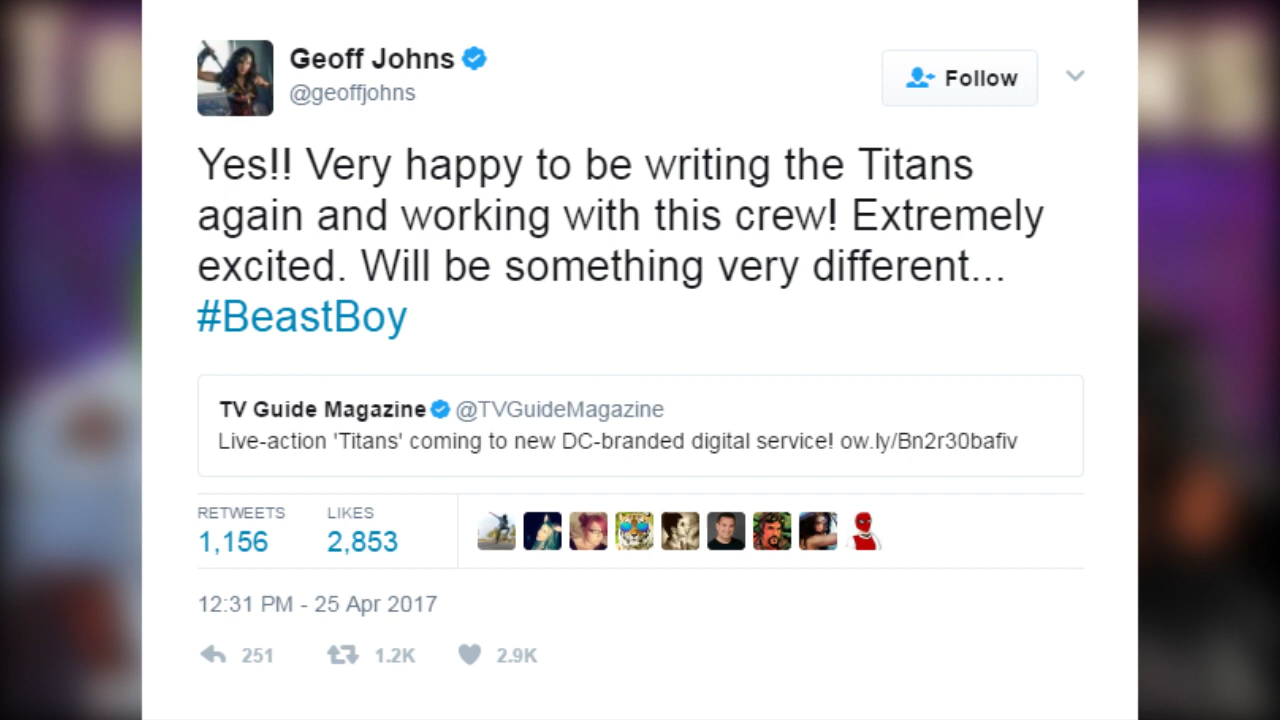 Geoff Johns
@geoffjohns
Follow
Yes!! Very happy to be writing the Titans
again and working with this crew! Extremely
excited. Will be something very different...
#BeastBoy
TV Guide Magazine @TVGuideMagazine
Live-action 'Titans' coming to new DC-branded digital service! ow.ly/Bn2r30bafiv
RETWEETS LIKES
1,156 2,853
12:31 PM - 25 Apr 2017
251 1.2K 2.9K